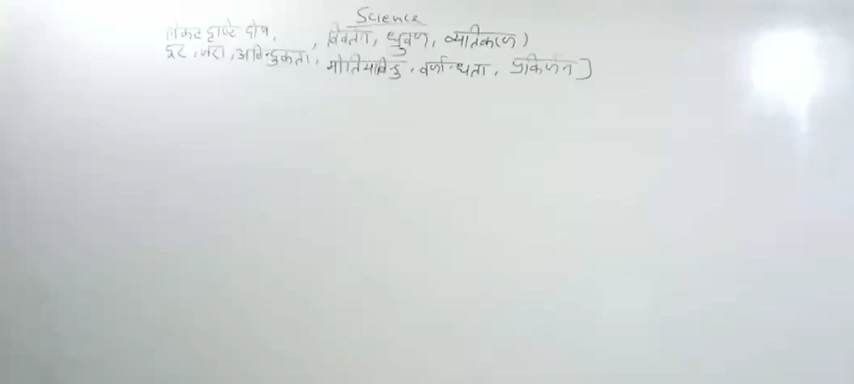 Science
निकट दृष्टि दोष, , विवर्तन, ध्रुवण, व्यतिकरण)
दूर, जरा, अबिन्दुकता, मोतियाबिन्द, वर्णान्धता, प्रकिर्णन]